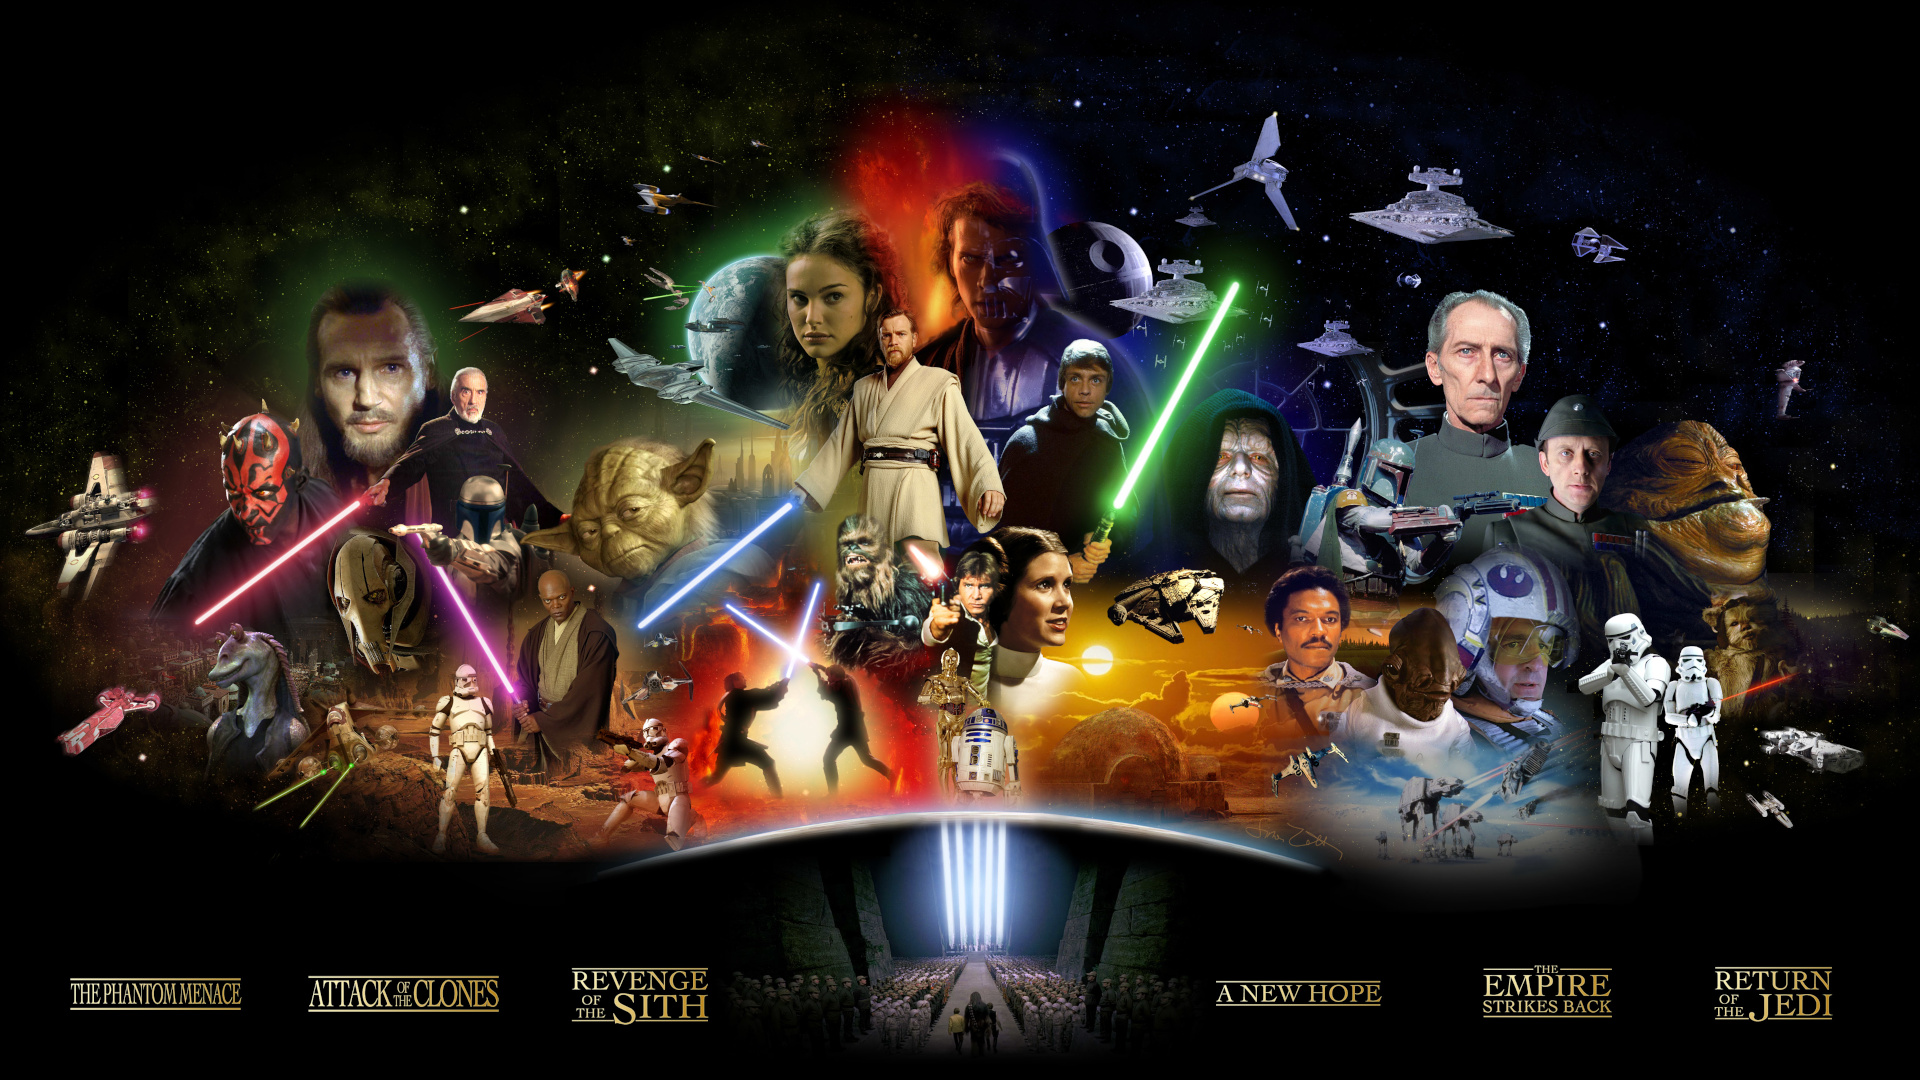 THE PHANTOM MENACE
ATTACK OF THE CLONES
REVENGE
OF THE SITH
A NEW HOPE
THE
EMPIRE
STRIKES BACK
RETURN
OF THE JEDI